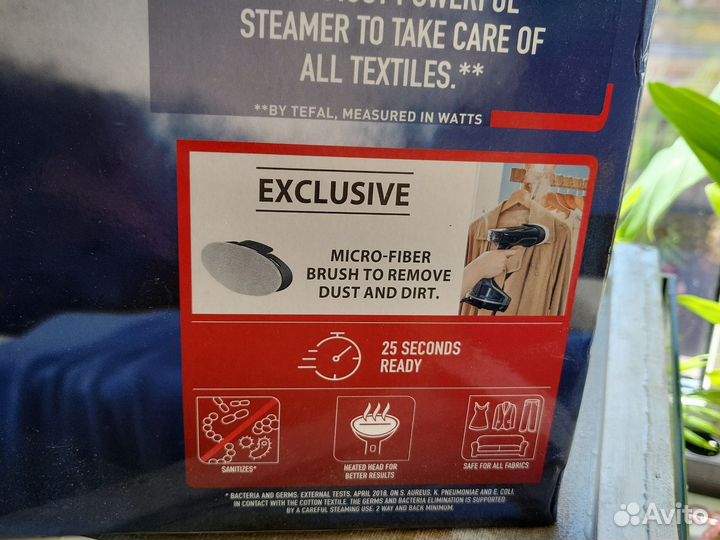 POWERFUL
STEAMER TO TAKE CARE OF
ALL TEXTILES.**
**BY TEFAL, MEASURED IN WATTS
EXCLUSIVE
MICRO-FIBER
BRUSH TO REMOVE
DUST AND DIRT.
25 SECONDS
READY
SANITIZES*
HEATED HEAD FOR
BETTER RESULTS
SAFE FOR ALL FABRICS
* BACTERIA AND GERMS. EXTERNAL TESTS, APRIL 2018, ON S. AUREUS, K. PNEUMONIAE AND E. COLI,
IN CONTACT WITH THE COTTON TEXTILE. THE GERMS AND BACTERIA ELIMINATION IS SUPPORTED
BY A CAREFUL STEAMING USE: 2 WAY AND BACK MINIMUM.
Avito